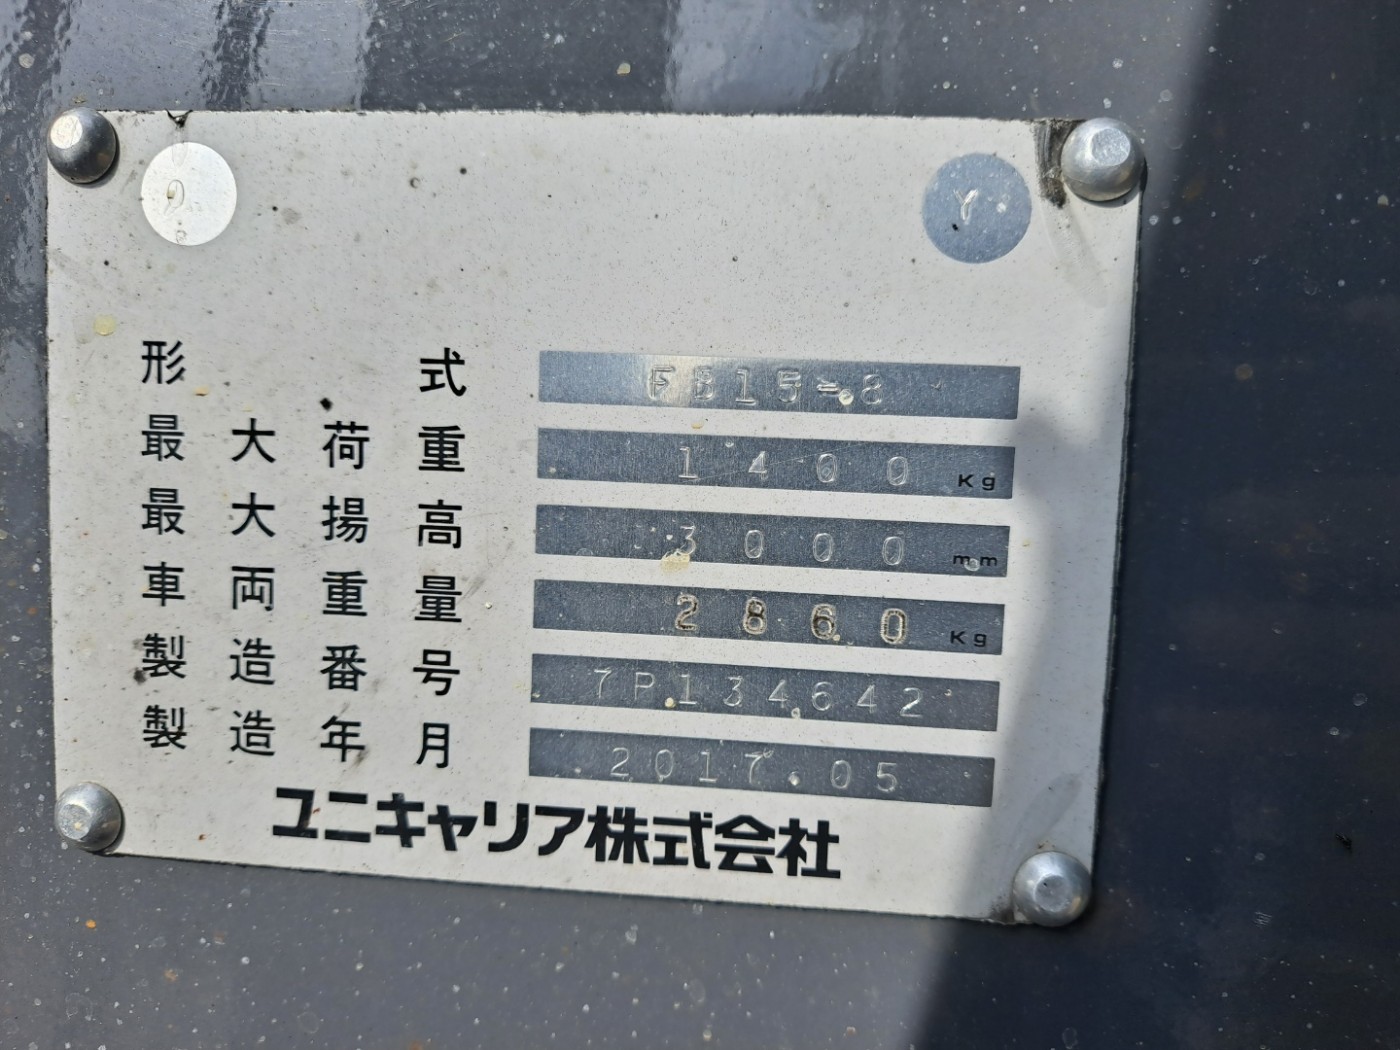 Y
形式 FB15-8
最大荷重 1400 Kg
最大揚高 3000 mm
車両重量 2860 Kg
製造番号 7P134642
製造年月 2017.05
ユニキャリア株式会社